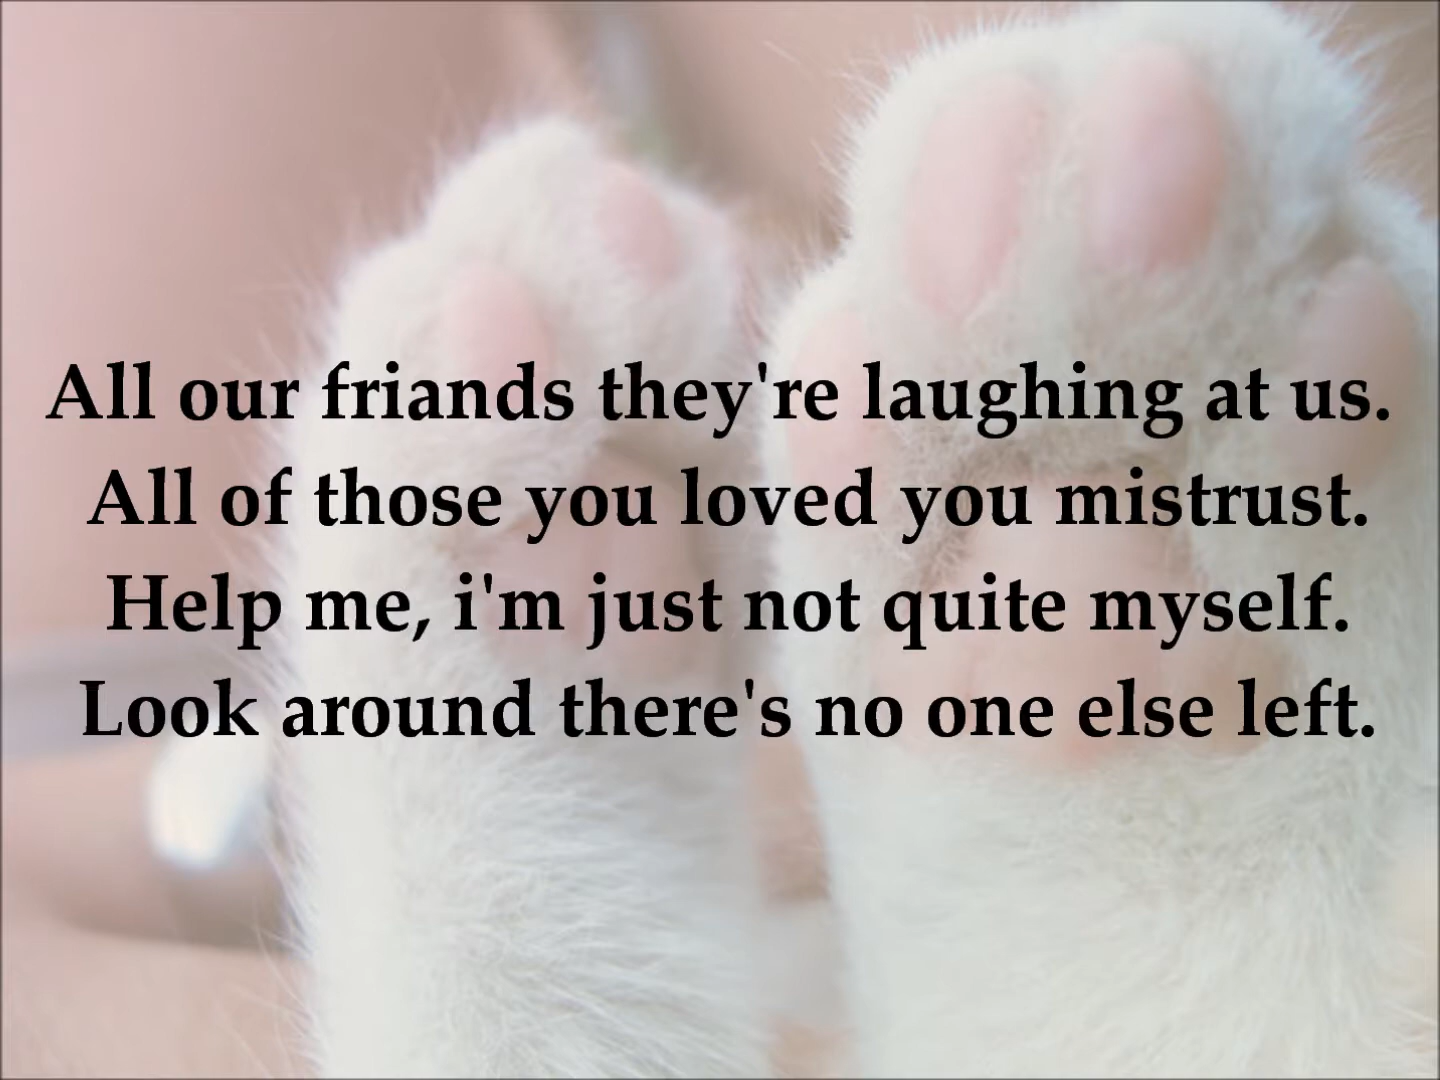 All our friands they're laughing at us.
All of those you loved you mistrust.
Help me, i'm just not quite myself.
Look around there's no one else left.